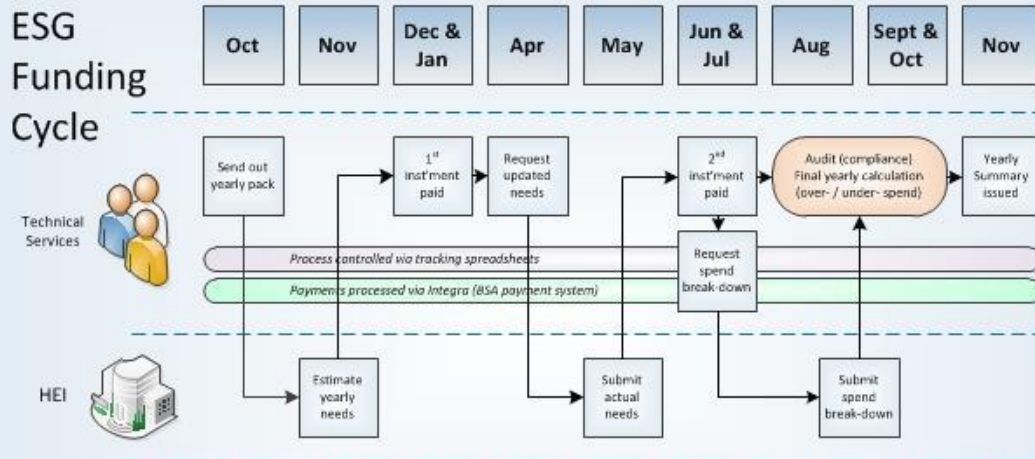 ESG
Funding
Cycle
Oct
Nov
Dec &
Jan
Apr
May
Jun &
Jul
Aug
Sept &
Oct
Nov
Technical
Services
Send out
yearly pack
1st
inst'ment
paid
Request
updated
needs
2nd
inst'ment
paid
Audit (compliance)
Final yearly calculation
(over- / under- spend)
Yearly
Summary
issued
Process controlled via tracking spreadsheets
Request
spend
break-down
Payments processed via Integra (BSA payment system)
HEI
Estimate
yearly
needs
Submit
actual
needs
Submit
spend
break-down